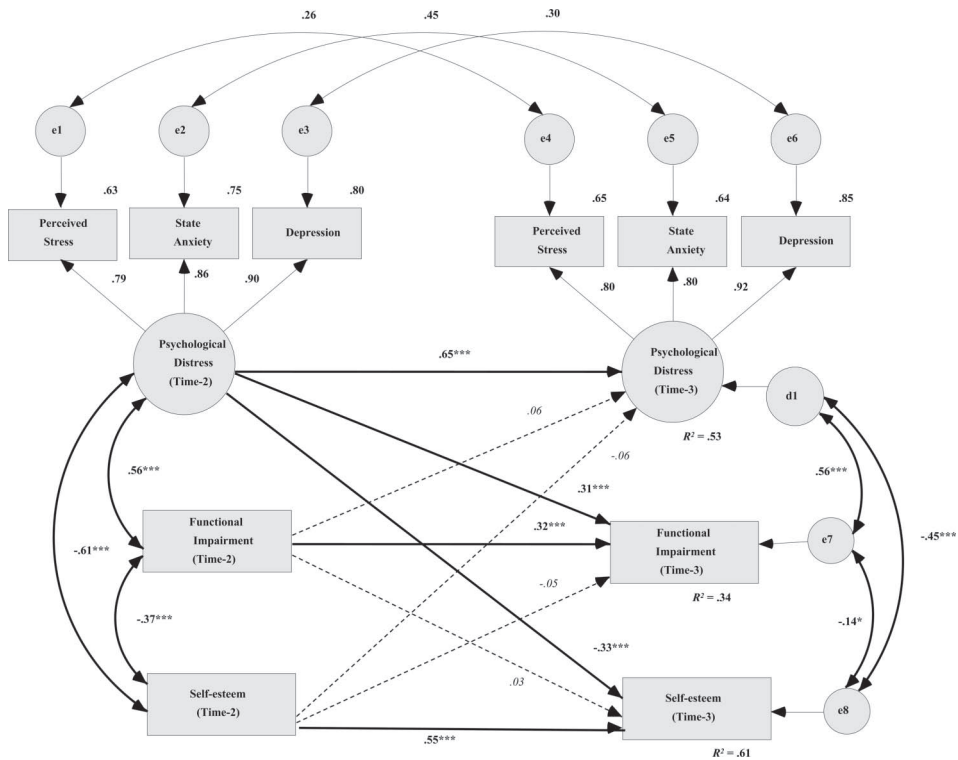 .26
.45
.30
e1
e2
e3
e4
e5
e6
.63
.75
.80
.65
.64
.85
Perceived
Stress
State
Anxiety
Depression
Perceived
Stress
State
Anxiety
Depression
.79
.86
.90
.80
.80
.92
Psychological
Distress
(Time-2)
.65***
Psychological
Distress
(Time-3)
d1
R² = .53
.06
-.06
.56***
.31***
.56***
Functional
Impairment
(Time-2)
.32***
Functional
Impairment
(Time-3)
e7
-.61***
-.45***
-.05
R² = .34
-.37***
-.14*
-.33***
.03
Self-esteem
(Time-2)
Self-esteem
(Time-3)
e8
.55***
R² = .61